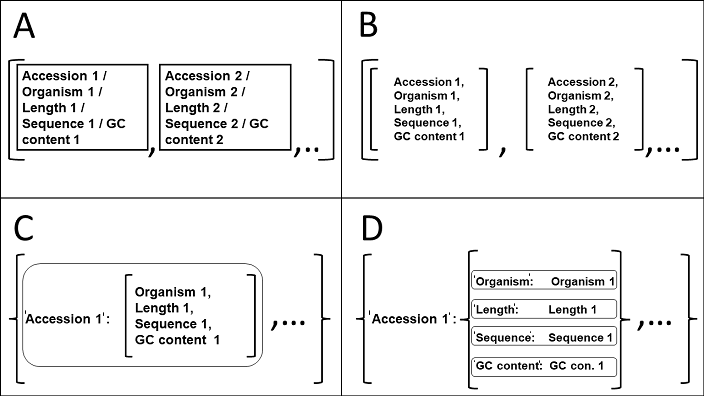 A
Accession 1 /
Organism 1 /
Length 1 /
Sequence 1 / GC
content 1
,
Accession 2 /
Organism 2 /
Length 2 /
Sequence 2 / GC
content 2
,..
B
Accession 1,
Organism 1,
Length 1,
Sequence 1,
GC content 1
,
Accession 2,
Organism 2,
Length 2,
Sequence 2,
GC content 2
,...
C
'Accession 1':
Organism 1,
Length 1,
Sequence 1,
GC content 1
,...
D
'Accession 1':
'Organism: Organism 1
'Length': Length 1
'Sequence: Sequence 1
'GC content': GC con. 1
,...